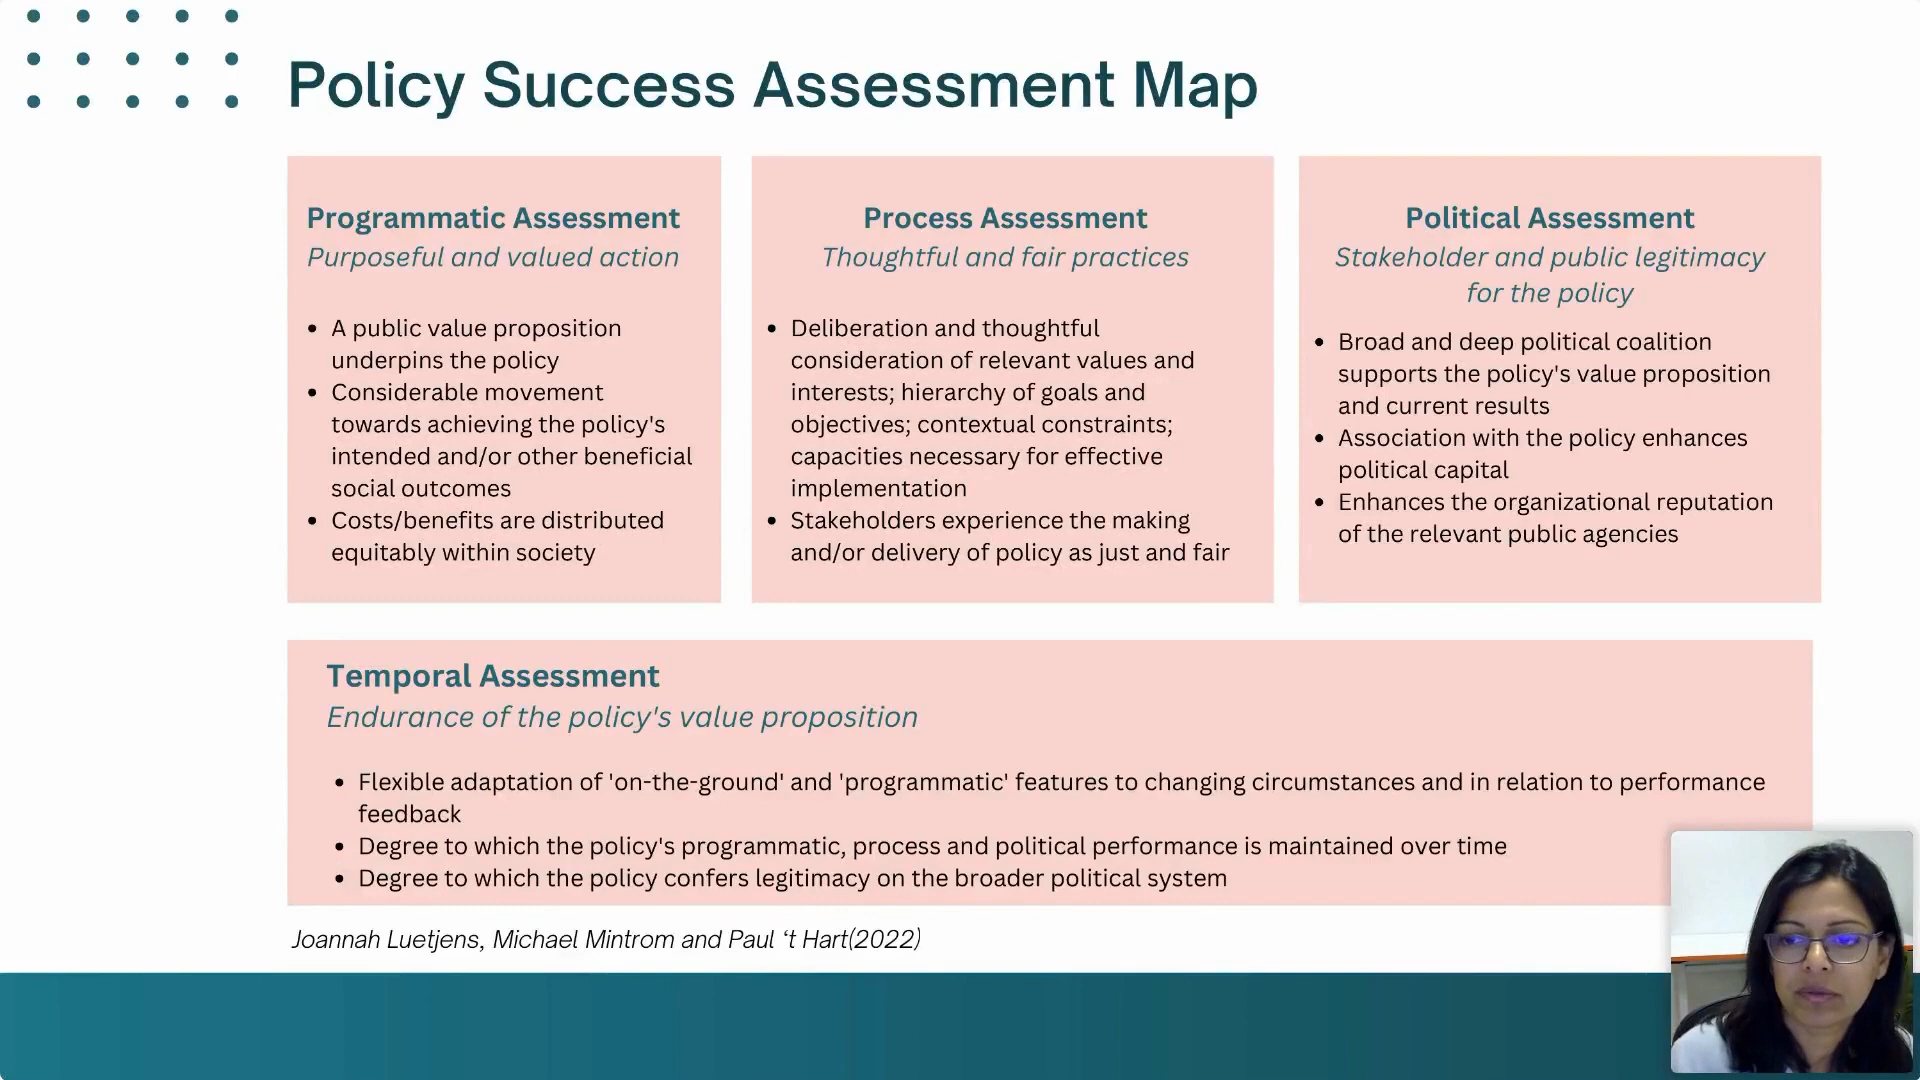 Policy Success Assessment Map
Programmatic Assessment
Purposeful and valued action
• A public value proposition
underpins the policy
• Considerable movement
towards achieving the policy's
intended and/or other beneficial
social outcomes
• Costs/benefits are distributed
equitably within society
Process Assessment
Thoughtful and fair practices
• Deliberation and thoughtful
consideration of relevant values and
interests; hierarchy of goals and
objectives; contextual constraints;
capacities necessary for effective
implementation
• Stakeholders experience the making
and/or delivery of policy as just and fair
Political Assessment
Stakeholder and public legitimacy
for the policy
• Broad and deep political coalition
supports the policy's value proposition
and current results
• Association with the policy enhances
political capital
• Enhances the organizational reputation
of the relevant public agencies
Temporal Assessment
Endurance of the policy's value proposition
• Flexible adaptation of 'on-the-ground' and 'programmatic' features to changing circumstances and in relation to performance
feedback
• Degree to which the policy's programmatic, process and political performance is maintained over time
• Degree to which the policy confers legitimacy on the broader political system
Joannah Luetjens, Michael Mintrom and Paul ‘t Hart(2022)